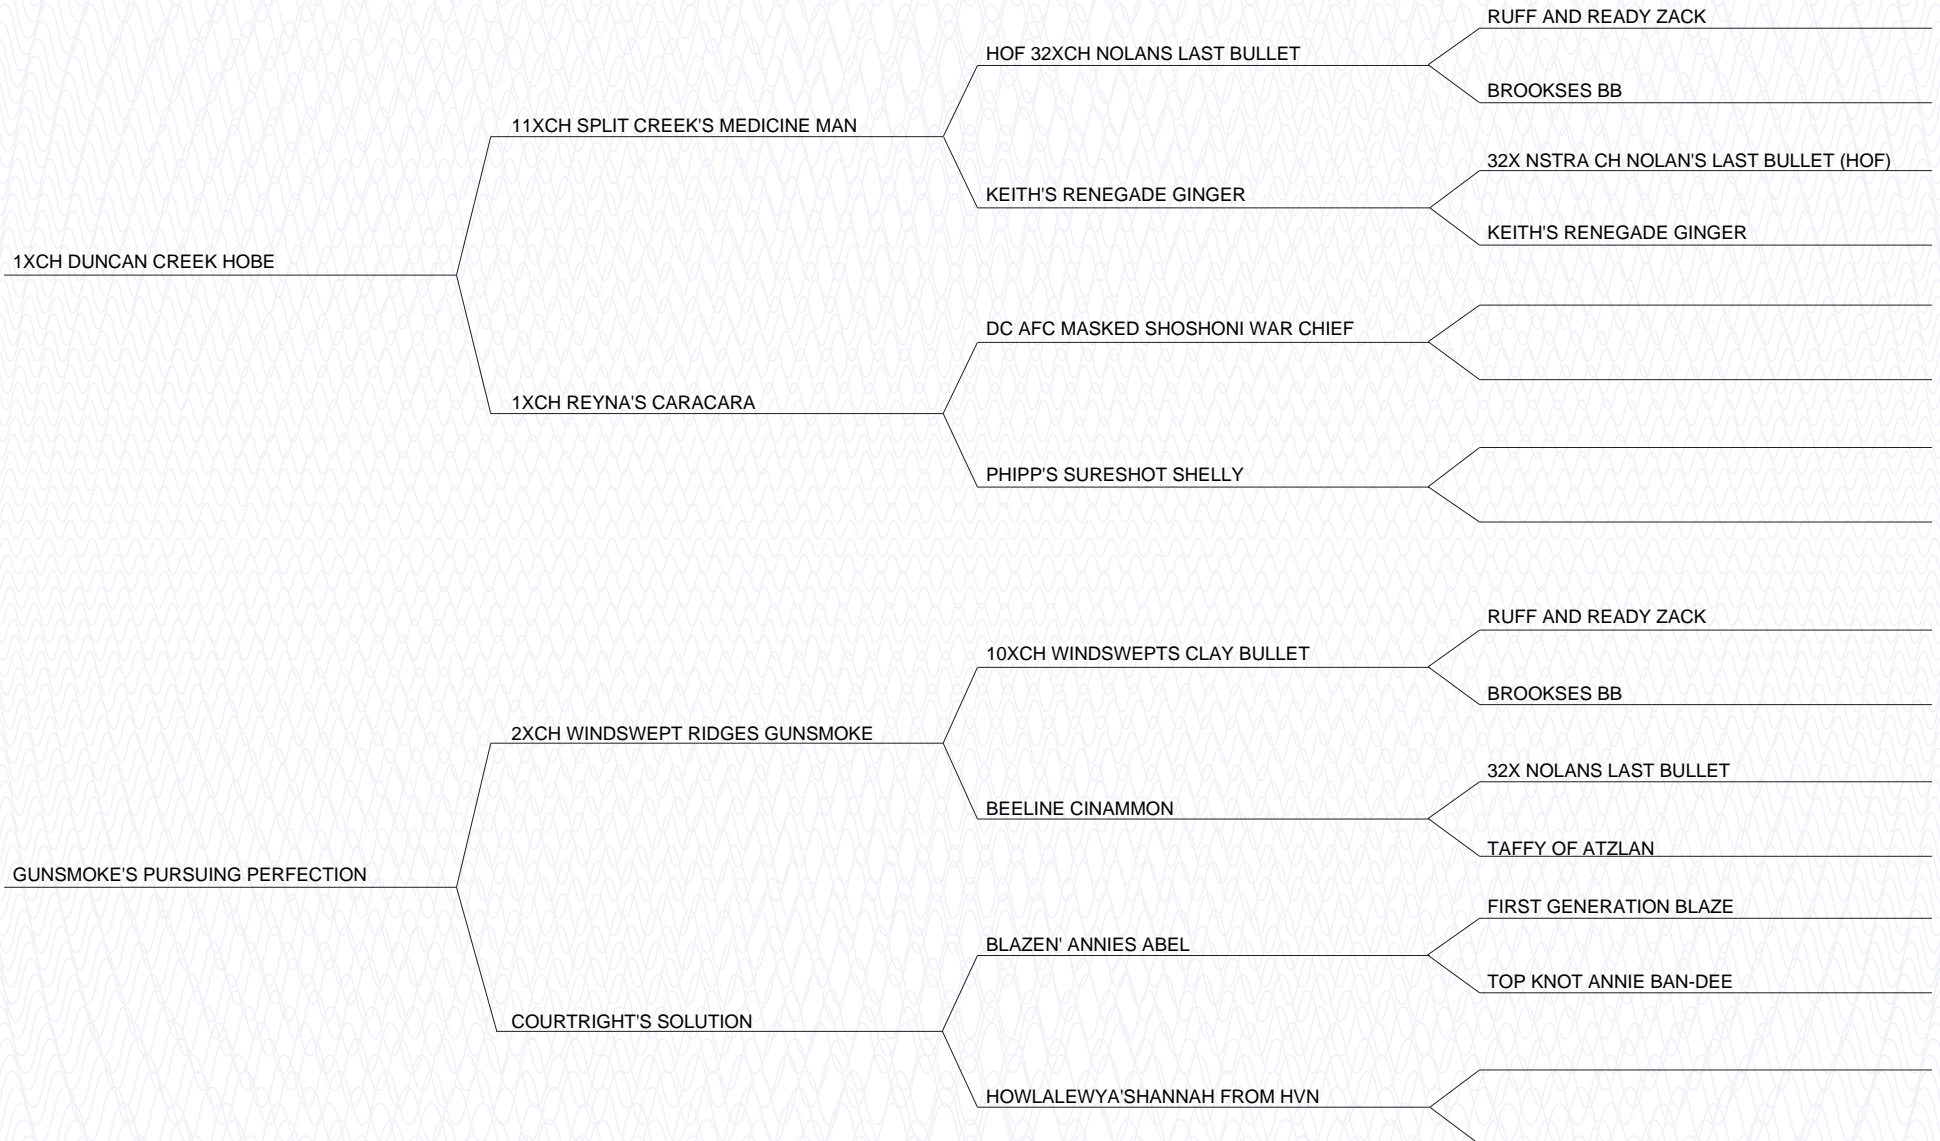 RUFF AND READY ZACK
HOF 32XCH NOLANS LAST BULLET
BROOKSES BB
11XCH SPLIT CREEK'S MEDICINE MAN
32X NSTRA CH NOLAN'S LAST BULLET (HOF)
KEITH'S RENEGADE GINGER
KEITH'S RENEGADE GINGER
1XCH DUNCAN CREEK HOBE
DC AFC MASKED SHOSHONI WAR CHIEF
1XCH REYNA'S CARACARA
PHIPP'S SURESHOT SHELLY
RUFF AND READY ZACK
10XCH WINDSWEPTS CLAY BULLET
BROOKSES BB
2XCH WINDSWEPT RIDGES GUNSMOKE
32X NOLANS LAST BULLET
BEELINE CINAMMON
TAFFY OF ATZLAN
GUNSMOKE'S PURSUING PERFECTION
FIRST GENERATION BLAZE
BLAZEN' ANNIES ABEL
TOP KNOT ANNIE BAN-DEE
COURTRIGHT'S SOLUTION
HOWLALEWYA'SHANNAH FROM HVN